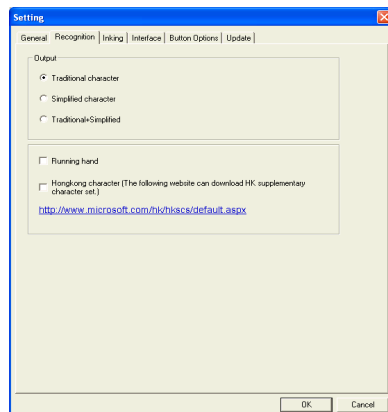 Setting
General Recognition Inking Interface Button Options Update
Output
Traditional character
Simplified character
Traditional+Simplified
Running hand
Hongkong character (The following website can download HK supplementary
character set.)
http://www.microsoft.com/hk/hkscs/default.aspx
OK Cancel